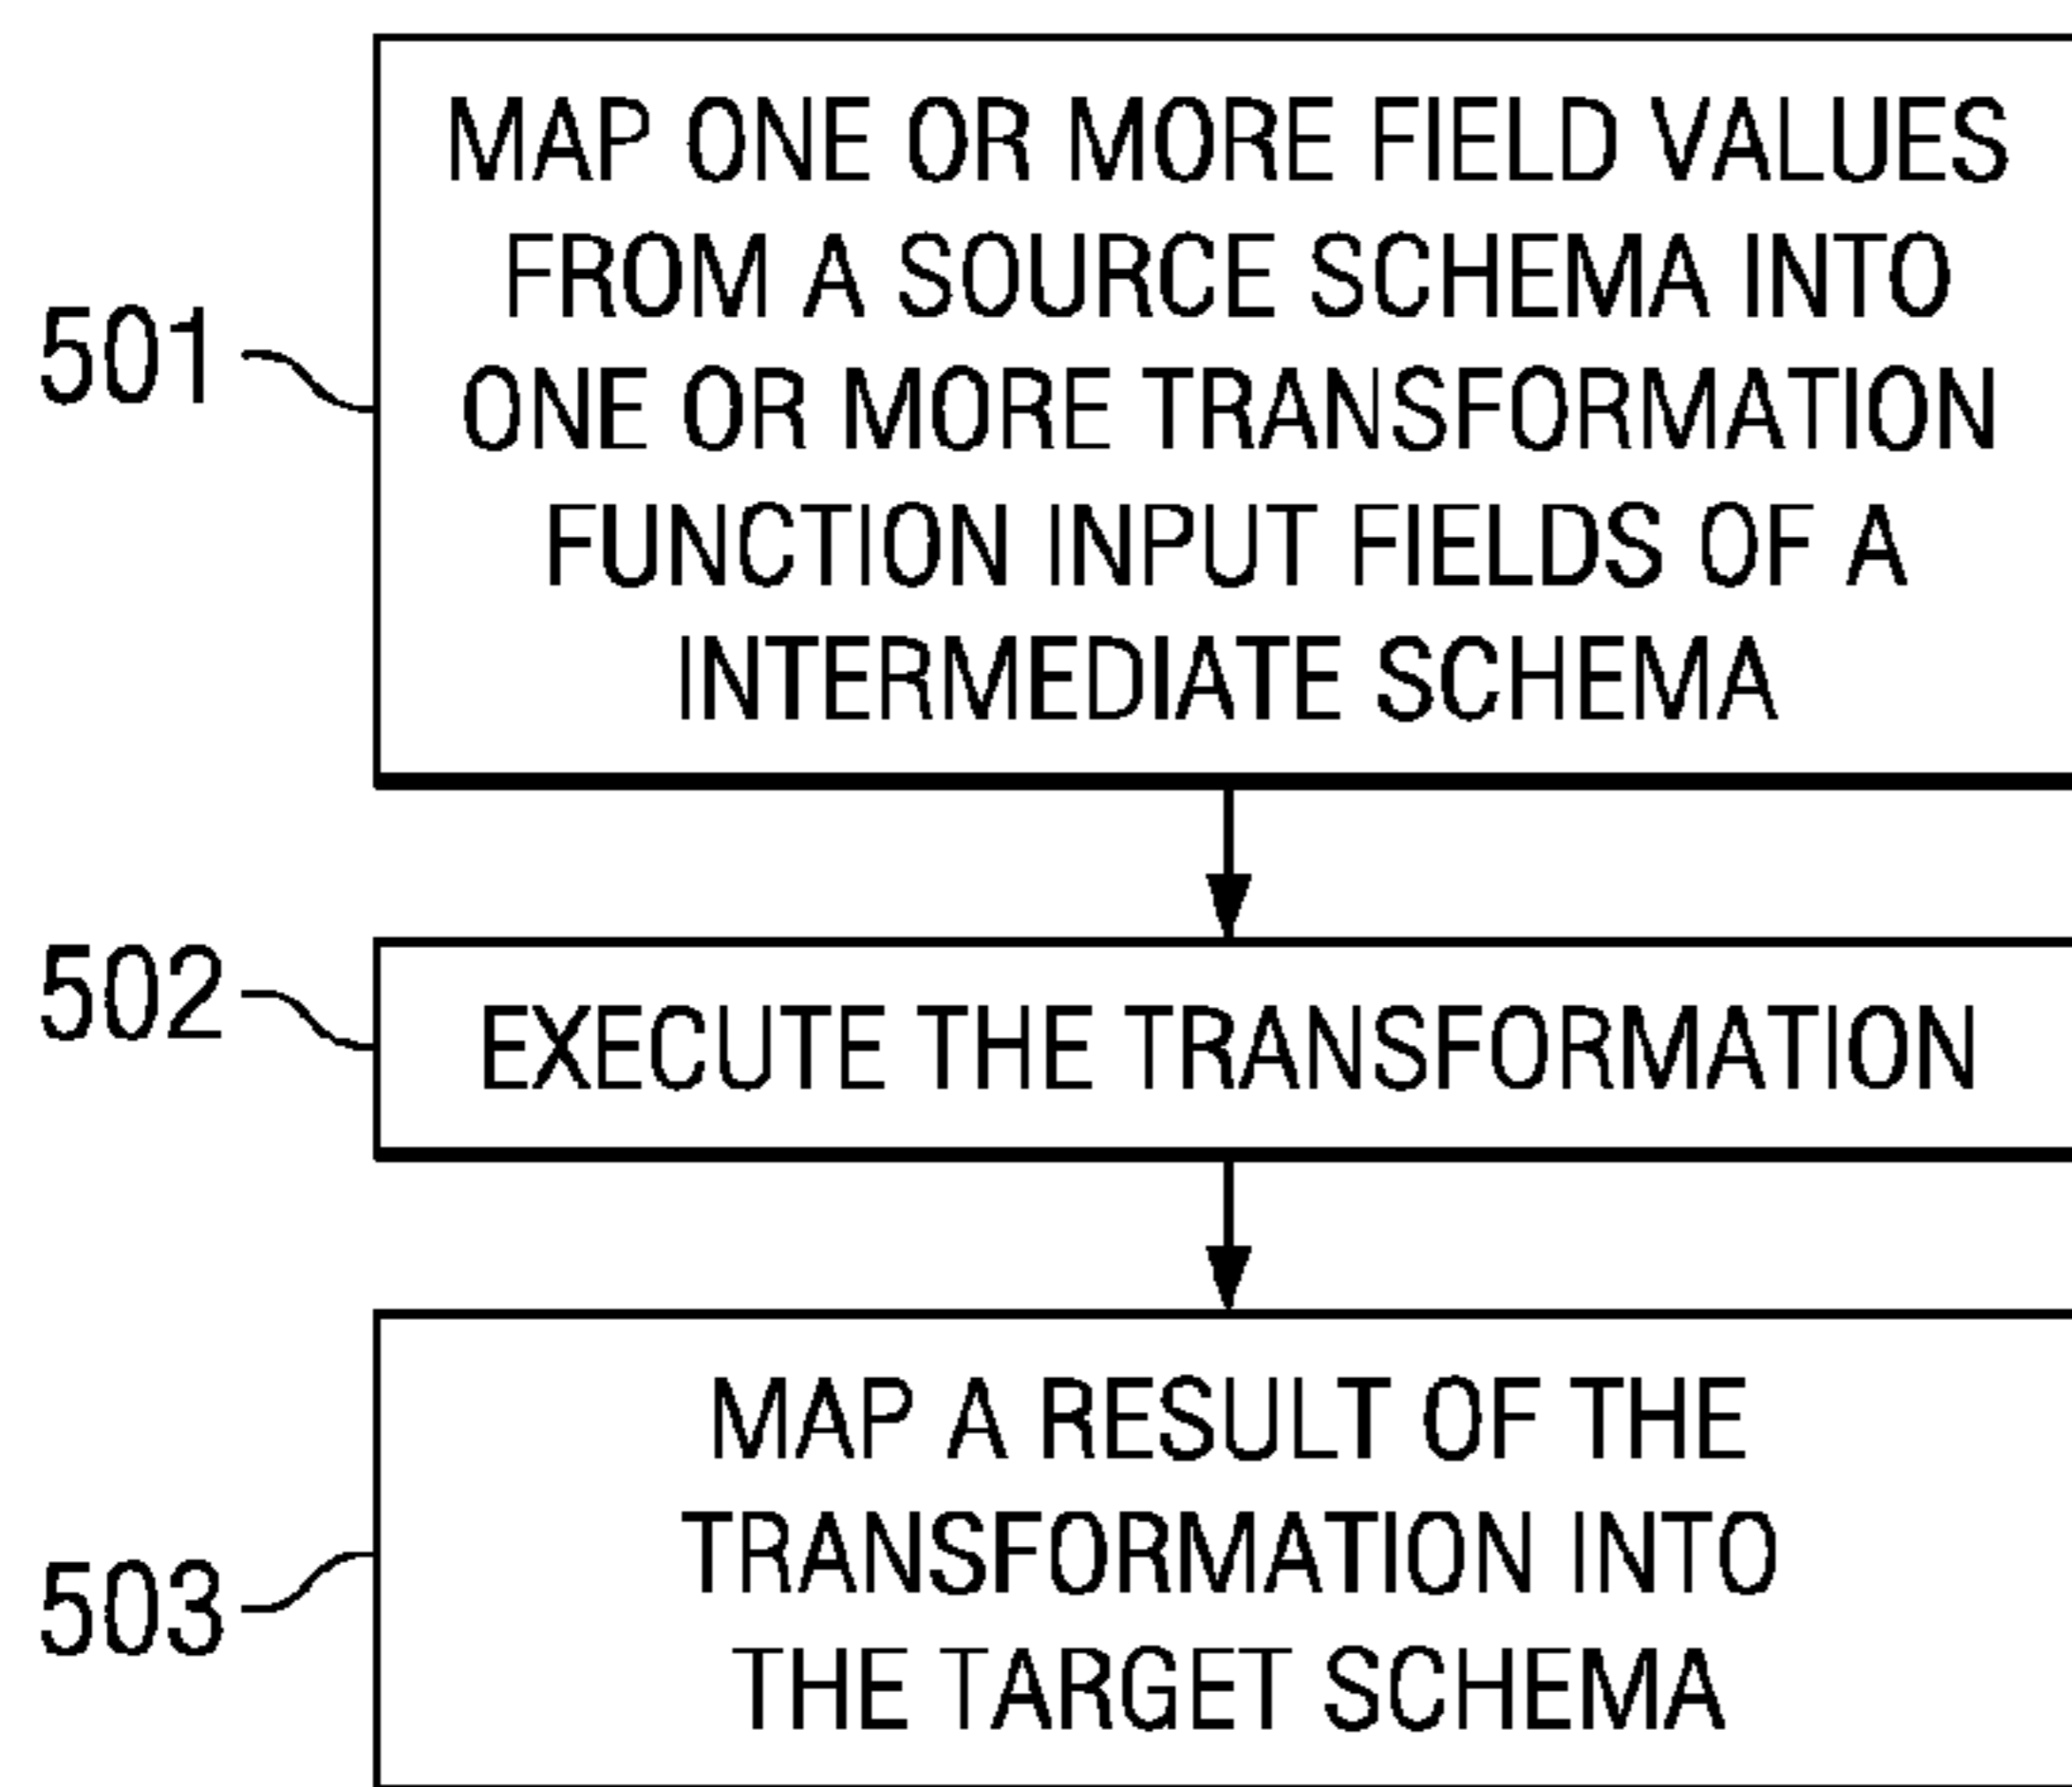 MAP ONE OR MORE FIELD VALUES
FROM A SOURCE SCHEMA INTO
501
ONE OR MORE TRANSFORMATION
FUNCTION INPUT FIELDS OF A
INTERMEDIATE SCHEMA
502
EXECUTE THE TRANSFORMATION
MAP A RESULT OF THE
TRANSFORMATION INTO
503
THE TARGET SCHEMA